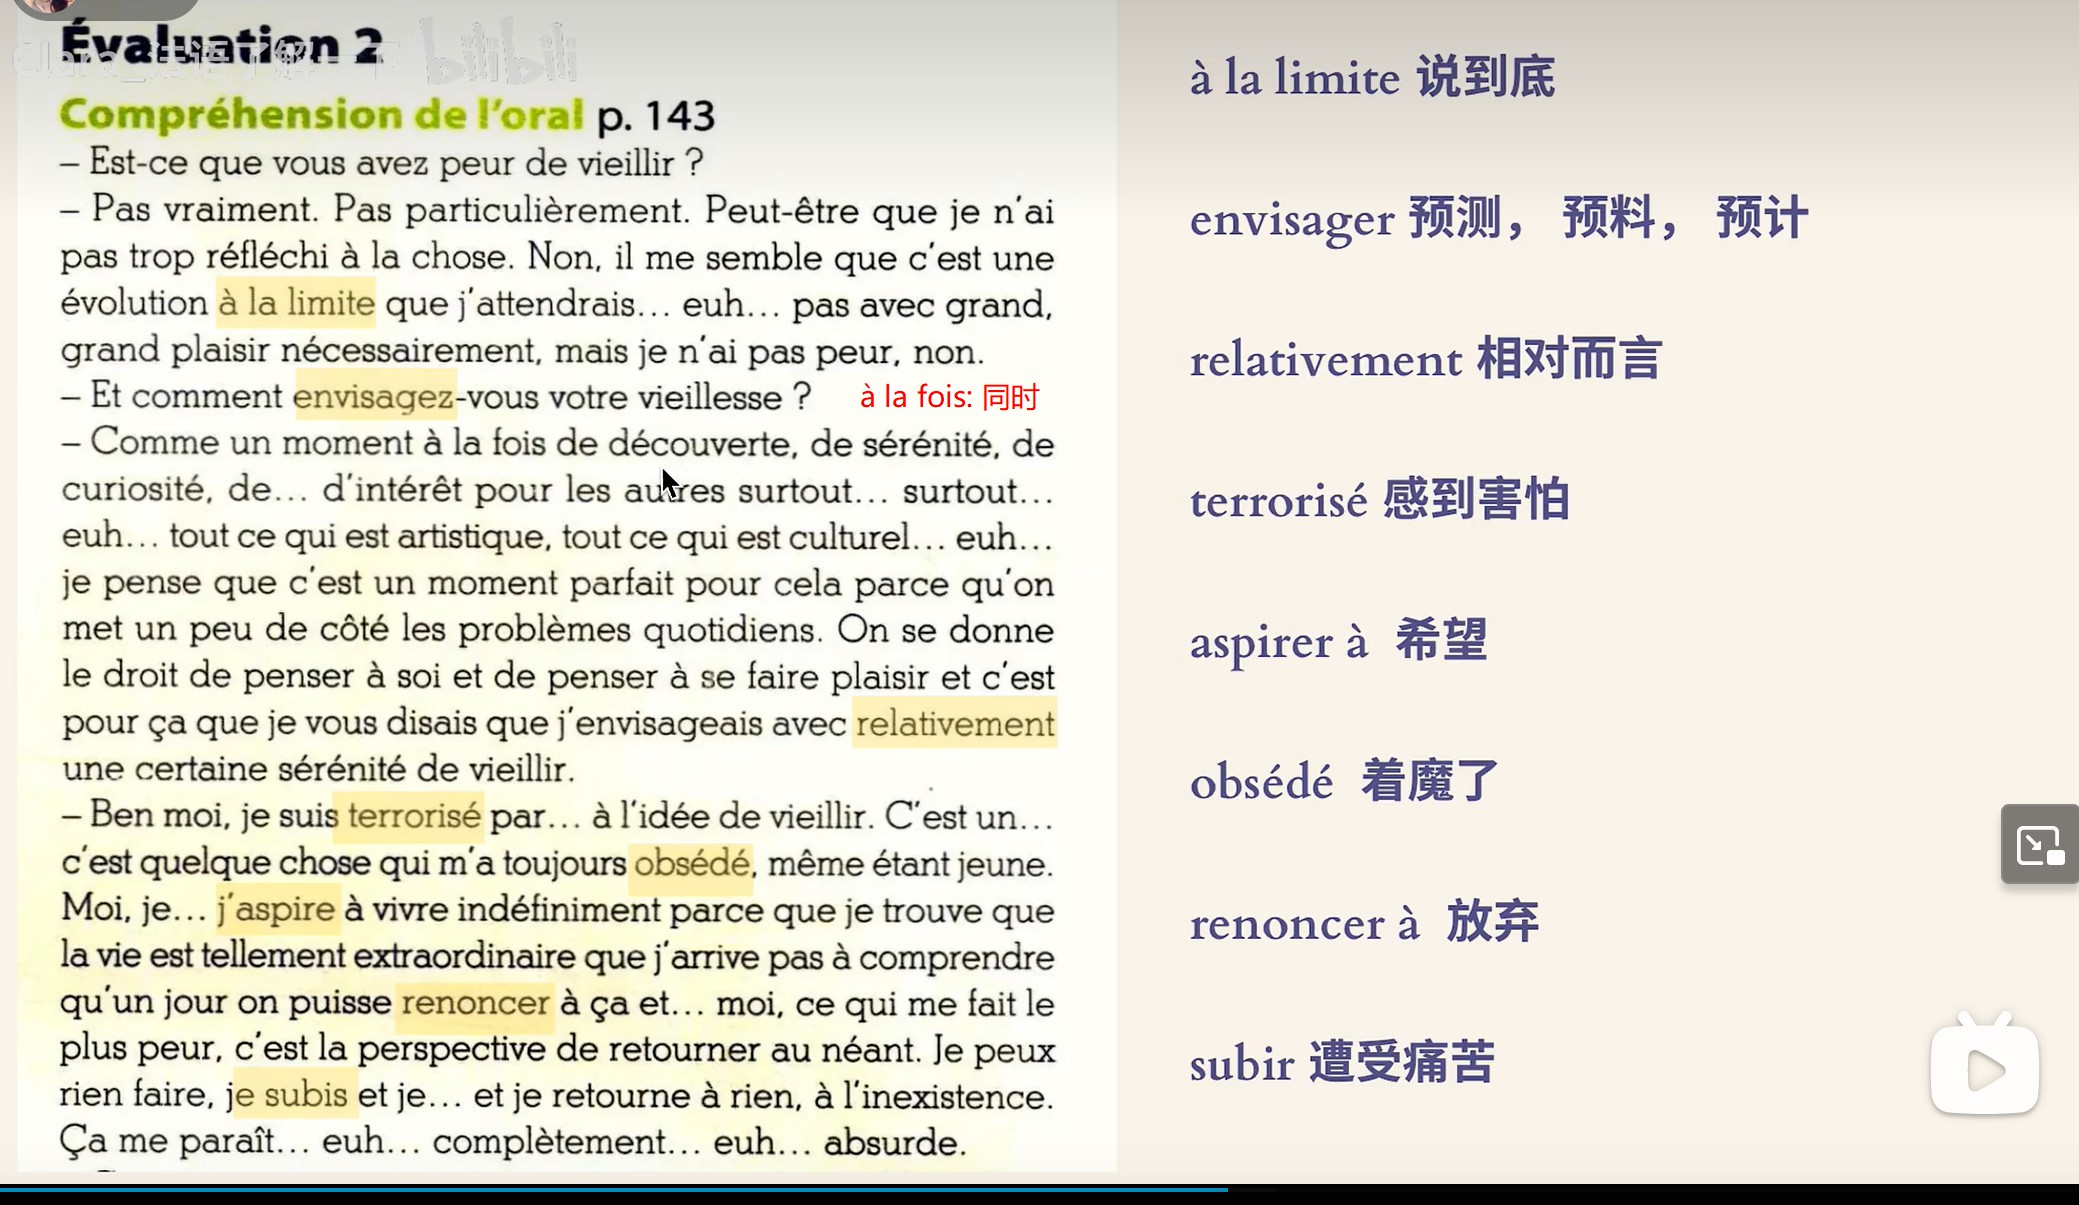 Évaluation 2
Clara_法语了解一下
bilibili
Compréhension de l'oral p. 143
– Est-ce que vous avez peur de vieillir ?
– Pas vraiment. Pas particulièrement. Peut-être que je n'ai
pas trop réfléchi à la chose. Non, il me semble que c'est une
évolution à la limite que j'attendrais... euh... pas avec grand,
grand plaisir nécessairement, mais je n'ai pas peur, non.
– Et comment envisagez-vous votre vieillesse ?
à la fois: 同时
– Comme un moment à la fois de découverte, de sérénité, de
curiosité, de... d'intérêt pour les autres surtout... surtout...
euh... tout ce qui est artistique, tout ce qui est culturel... euh...
je pense que c'est un moment parfait pour cela parce qu'on
met un peu de côté les problèmes quotidiens. On se donne
le droit de penser à soi et de penser à se faire plaisir et c'est
pour ça que je vous disais que j'envisageais avec relativement
une certaine sérénité de vieillir.
– Ben moi, je suis terrorisé par... à l'idée de vieillir. C'est un...
c'est quelque chose qui m'a toujours obsédé, même étant jeune.
Moi, je... j'aspire à vivre indéfiniment parce que je trouve que
la vie est tellement extraordinaire que j'arrive pas à comprendre
qu'un jour on puisse renoncer à ça et... moi, ce qui me fait le
plus peur, c'est la perspective de retourner au néant. Je peux
rien faire, je subis et je... et je retourne à rien, à l'inexistence.
Ça me paraît... euh... complètement... euh... absurde.
à la limite 说到底
envisager 预测， 预料， 预计
relativement 相对而言
terrorisé 感到害怕
aspirer à 希望
obsédé 着魔了
renoncer à 放弃
subir 遭受痛苦